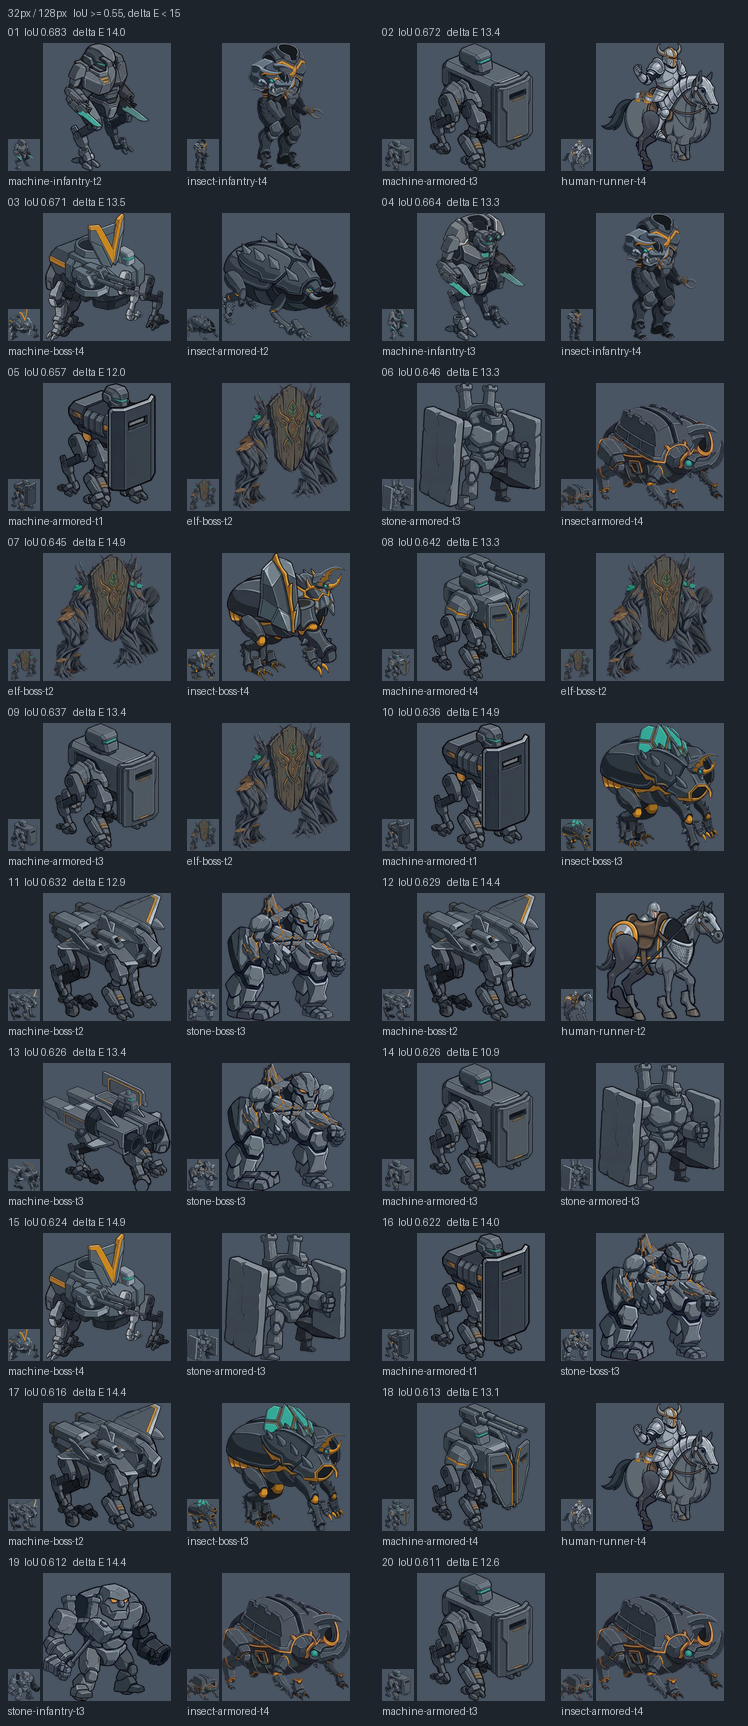 32px / 128px IoU >= 0.55, delta E < 15
01 IoU 0.683 delta E 14.0
02 IoU 0.672 delta E 13.4
machine-infantry-t2
insect-infantry-t4
machine-armored-t3
human-runner-t4
03 IoU 0.671 delta E 13.5
04 IoU 0.664 delta E 13.3
machine-boss-t4
insect-armored-t2
machine-infantry-t3
insect-infantry-t4
05 IoU 0.657 delta E 12.0
06 IoU 0.646 delta E 13.3
machine-armored-t1
elf-boss-t2
stone-armored-t3
insect-armored-t4
07 IoU 0.645 delta E 14.9
08 IoU 0.642 delta E 13.3
elf-boss-t2
insect-boss-t4
machine-armored-t4
elf-boss-t2
09 IoU 0.637 delta E 13.4
10 IoU 0.636 delta E 14.9
machine-armored-t3
elf-boss-t2
machine-armored-t1
insect-boss-t3
11 IoU 0.632 delta E 12.9
12 IoU 0.629 delta E 14.4
machine-boss-t2
stone-boss-t3
machine-boss-t2
human-runner-t2
13 IoU 0.626 delta E 13.4
14 IoU 0.626 delta E 10.9
machine-boss-t3
stone-boss-t3
machine-armored-t3
stone-armored-t3
15 IoU 0.624 delta E 14.9
16 IoU 0.622 delta E 14.0
machine-boss-t4
stone-armored-t3
machine-armored-t1
stone-boss-t3
17 IoU 0.616 delta E 14.4
18 IoU 0.613 delta E 13.1
machine-boss-t2
insect-boss-t3
machine-armored-t4
human-runner-t4
19 IoU 0.612 delta E 14.4
20 IoU 0.611 delta E 12.6
stone-infantry-t3
insect-armored-t4
machine-armored-t3
insect-armored-t4